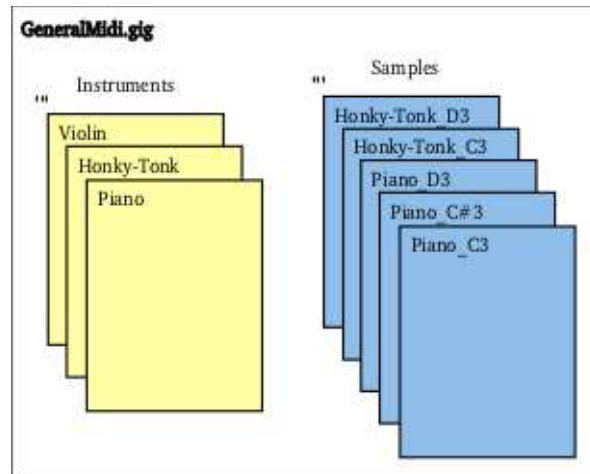 GeneralMidi.gig
Instruments
...
Violin
Honky-Tonk
Piano
Samples
...
Honky-Tonk_D3
Honky-Tonk_C3
Piano_D3
Piano_C#3
Piano_C3